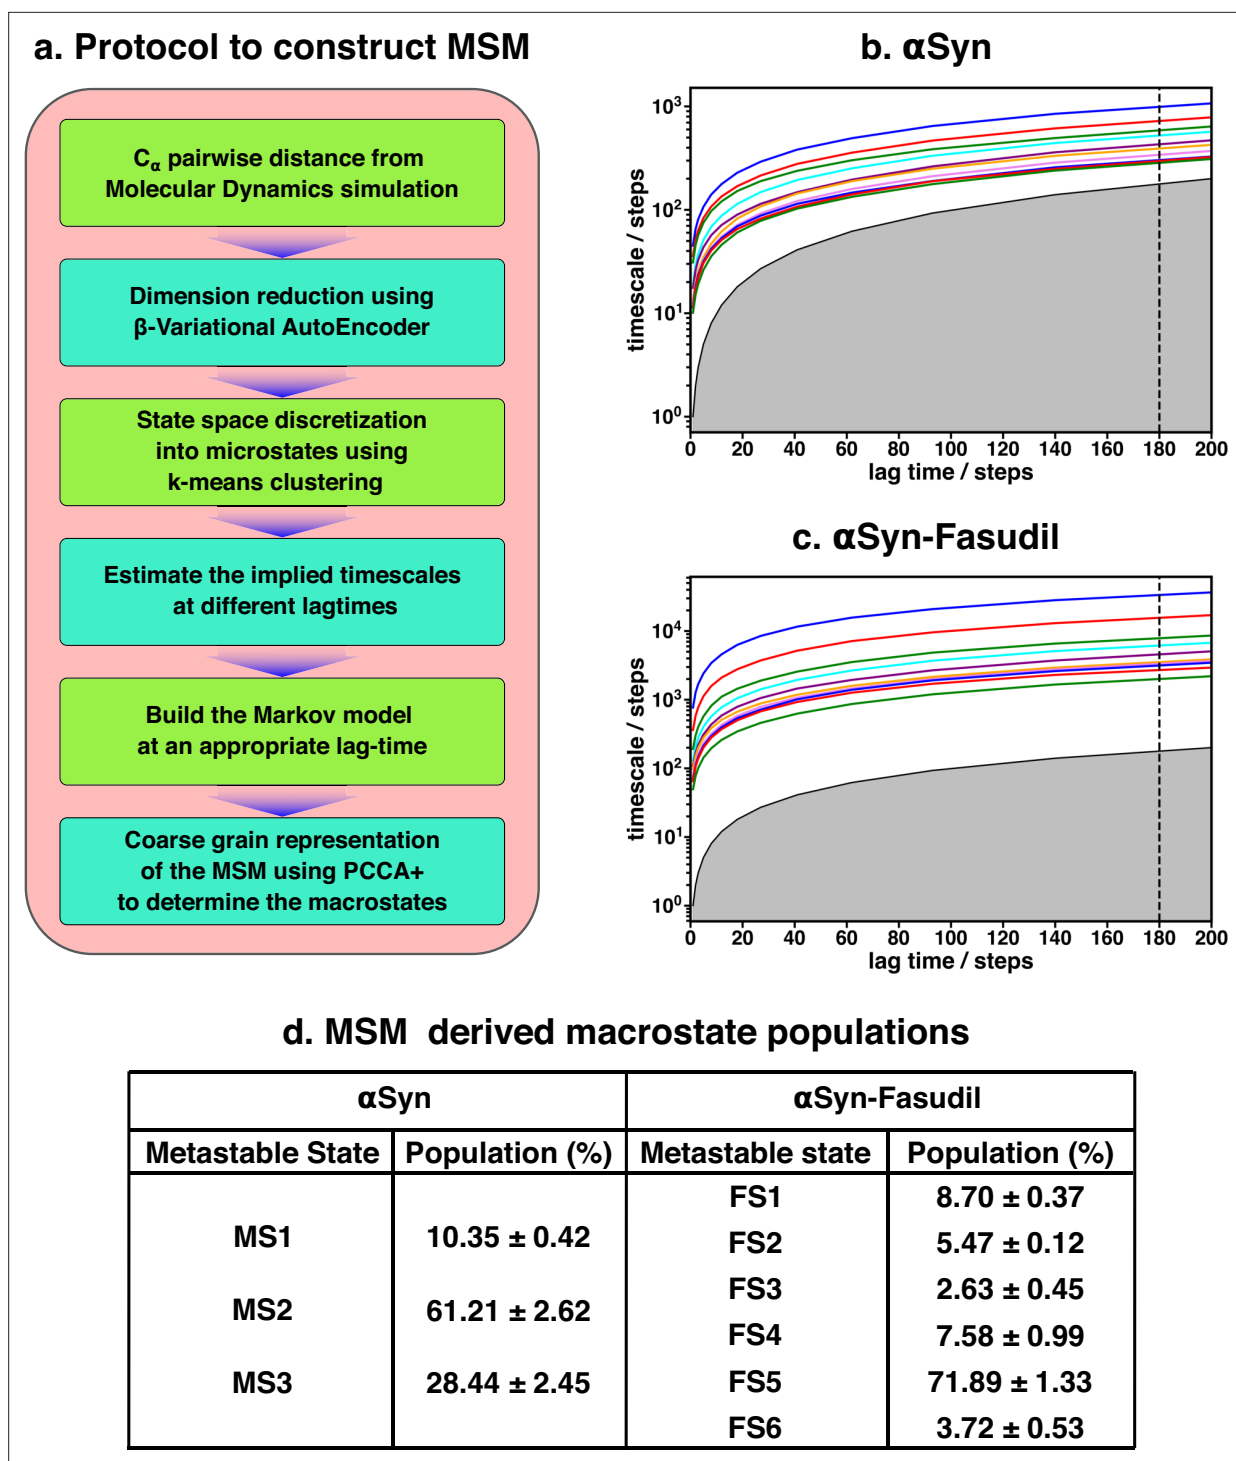 a. Protocol to construct MSM
Cα pairwise distance from
Molecular Dynamics simulation
Dimension reduction using
β-Variational AutoEncoder
State space discretization
into microstates using
k-means clustering
Estimate the implied timescales
at different lagtimes
Build the Markov model
at an appropriate lag-time
Coarse grain representation
of the MSM using PCCA+
to determine the macrostates
b. αSyn
timescale / steps
10³
10²
10¹
10⁰
0 20 40 60 80 100 120 140 160 180 200
lag time / steps
c. αSyn-Fasudil
timescale / steps
10⁴
10³
10²
10¹
10⁰
0 20 40 60 80 100 120 140 160 180 200
lag time / steps
d. MSM derived macrostate populations
αSyn αSyn-Fasudil
Metastable State Population (%) Metastable state Population (%)
FS1 8.70 ± 0.37
MS1 10.35 ± 0.42
FS2 5.47 ± 0.12
FS3 2.63 ± 0.45
MS2 61.21 ± 2.62
FS4 7.58 ± 0.99
MS3 28.44 ± 2.45 FS5 71.89 ± 1.33
FS6 3.72 ± 0.53